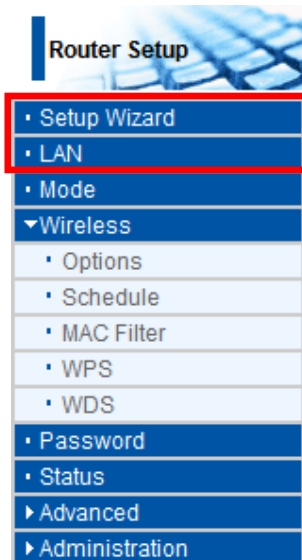 Router Setup
Setup Wizard
LAN
Mode
Wireless
Options
Schedule
MAC Filter
WPS
WDS
Password
Status
Advanced
Administration